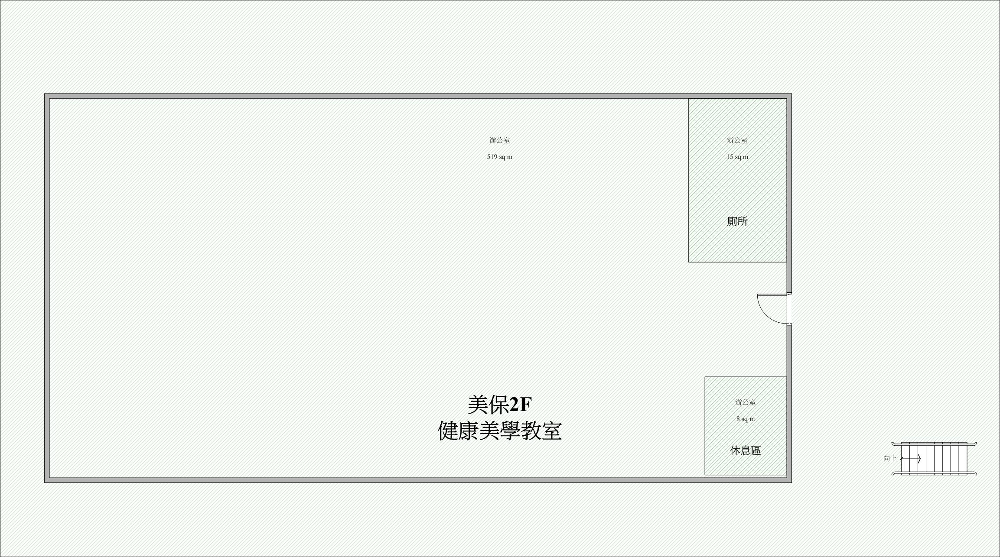 辦公室
519 sq m
辦公室
15 sq m
廁所
美保2F
健康美學教室
辦公室
8 sq m
休息區
向上